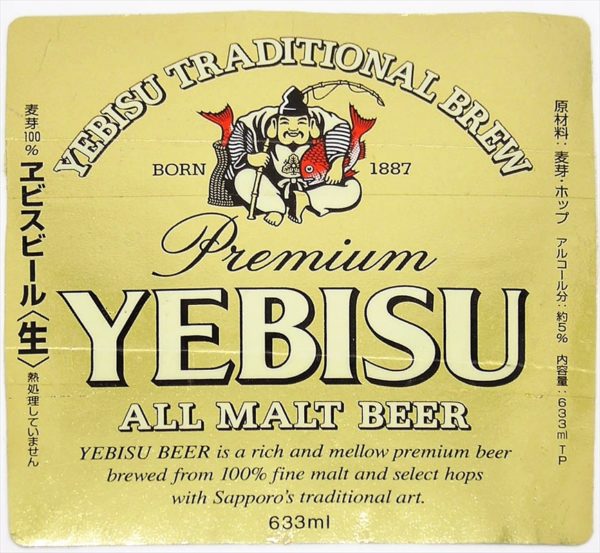 YEBISU TRADITIONAL BREW
BORN 1887
Premium
YEBISU
ALL MALT BEER
YEBISU BEER is a rich and mellow premium beer
brewed from 100% fine malt and select hops
with Sapporo's traditional art.
633ml
麦芽100% ヱビスビール〈生〉 熱処理していません
原材料:麦芽・ホップ アルコール分:約5% 内容量:633ml TP